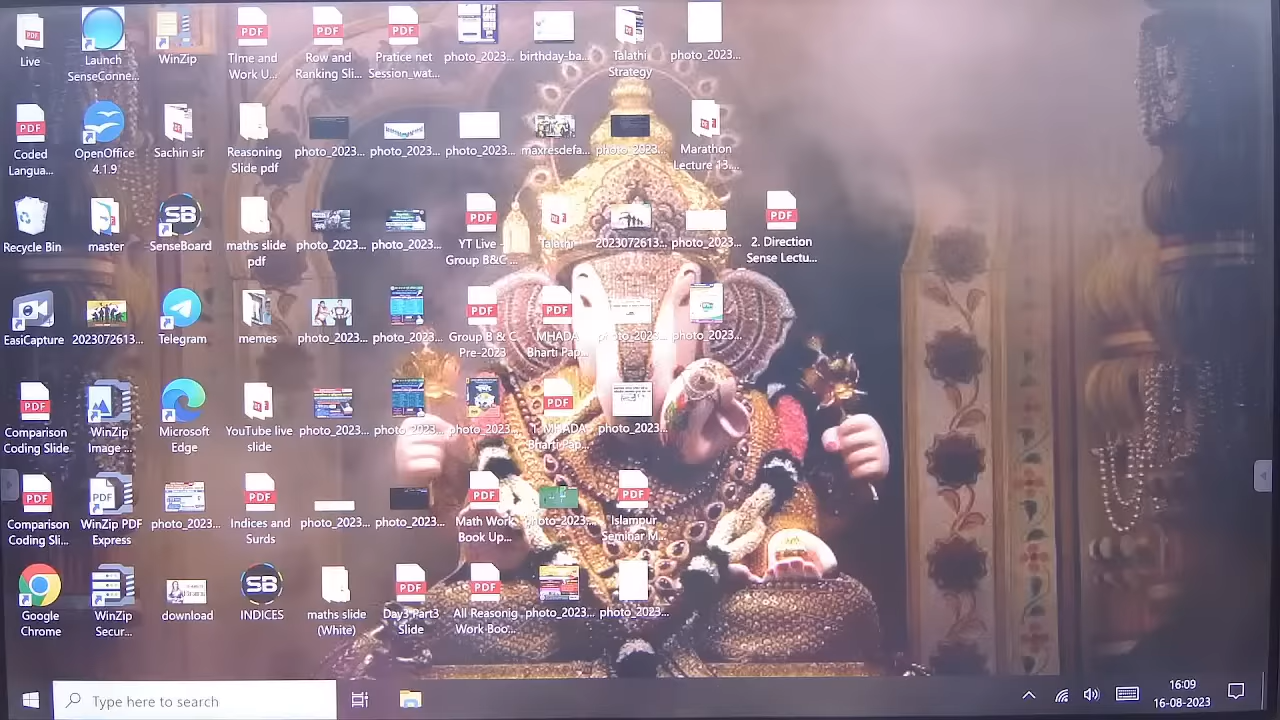 Live
Launch
SenseConne...
WinZip
TIme and
Work U...
Row and
Ranking Sli...
Pratice net
Session_wat...
photo_2023...
birthday-ba...
Talathi
Strategy
photo_2023...
Coded
Langua...
OpenOffice
4.1.9
Sachin sir
Reasoning
Slide pdf
photo_2023...
photo_2023...
photo_2023...
maxresdefa...
photo_2023...
Marathon
Lecture 13...
Recycle Bin
master
SenseBoard
maths slide
pdf
photo_2023...
photo_2023...
YT Live -
Group B&C ...
Talathi
2023072613...
photo_2023...
2. Direction
Sense Lectu...
EasiCapture
2023072613...
Telegram
memes
photo_2023...
photo_2023...
Group B & C
Pre-2023
MHADA
Bharti Pap...
photo_2023...
photo_2023...
Comparison
Coding Slide
WinZip
Image ...
Microsoft
Edge
YouTube live
slide
photo_2023...
photo_2023...
photo_2023...
MHADA
Bharti Pap...
photo_2023...
Comparison
Coding Sli...
WinZip PDF
Express
photo_2023...
Indices and
Surds
photo_2023...
photo_2023...
Math Work
Book Up...
photo_2023...
Islampur
Seminar M...
Google
Chrome
WinZip
Secur...
download
INDICES
maths slide
(White)
Day3 Part3
Slide
All Reasonig
Work Boo...
photo_2023...
photo_2023...
Type here to search
16:09
16-08-2023